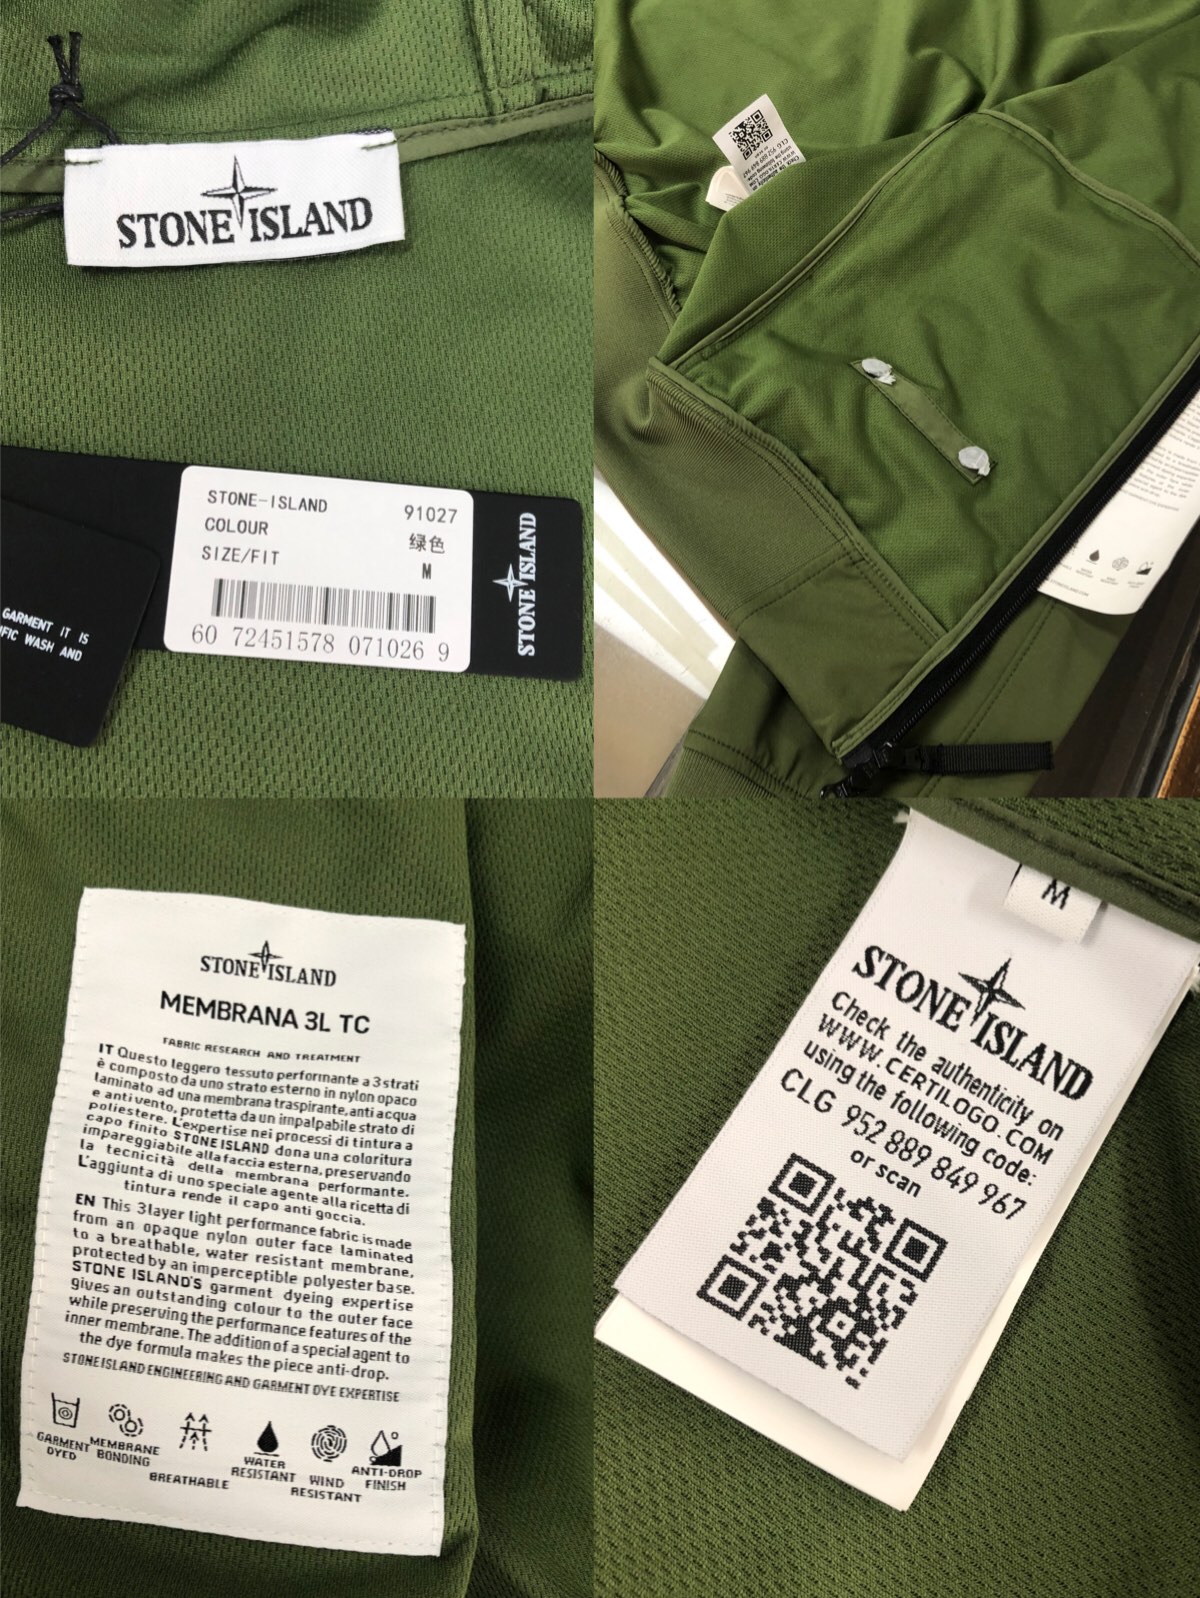 STONE ISLAND
STONE-ISLAND 91027
COLOUR 绿色
SIZE/FIT M
60 72451578 071026 9
STONE ISLAND
GARMENT IT IS
IFIC WASH AND
CLG 952 889 849 967
or scan
STONE ISLAND
MEMBRANA 3L TC
FABRIC RESEARCH AND TREATMENT
IT Questo leggero tessuto performante a 3 strati
è composto da uno strato esterno in nylon opaco
laminato ad una membrana traspirante, anti acqua
e antivento, protetta da un impalpabile strato di
poliestere. L'expertise nei processi di tintura a
capo finito STONE ISLAND dona una coloritura
impareggiabile alla faccia esterna, preservando
la tecnicità della membrana performante.
L'aggiunta di uno speciale agente alla ricetta di
tintura rende il capo anti goccia.
EN This 3layer light performance fabric is made
from an opaque nylon outer face laminated
to a breathable, water resistant membrane,
protected by an imperceptible polyester base.
STONE ISLAND'S garment dyeing expertise
gives an outstanding colour to the outer face
while preserving the performance features of the
inner membrane. The addition of a special agent to
the dye formula makes the piece anti-drop.
STONE ISLAND ENGINEERING AND GARMENT DYE EXPERTISE
GARMENT DYED
MEMBRANE BONDING
BREATHABLE
WATER RESISTANT
WIND RESISTANT
ANTI-DROP FINISH
M
STONE ISLAND
Check the authenticity on
WWW.CERTILOGO.COM
using the following code:
CLG 952 889 849 967
or scan